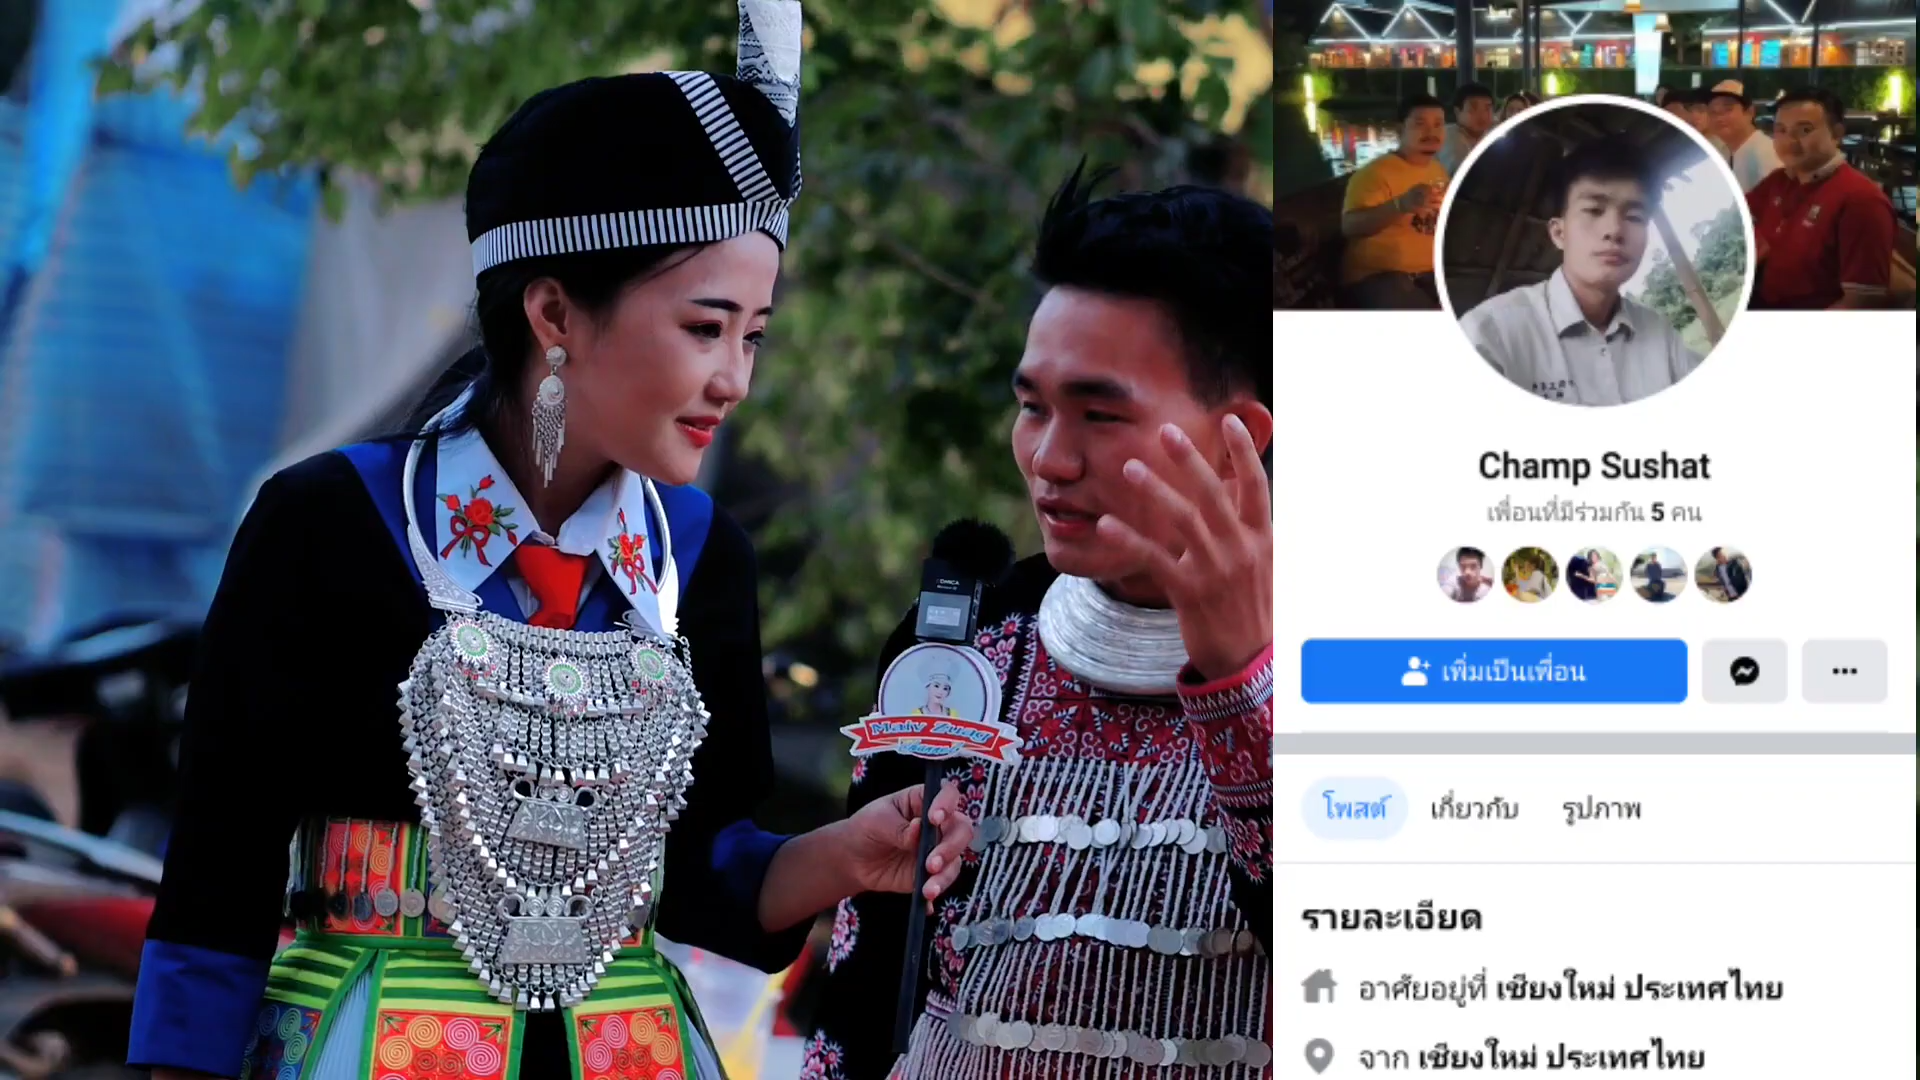 COMICA
Maiv Zuag
Channel
Champ Sushat
เพื่อนที่มีร่วมกัน 5 คน
เพิ่มเป็นเพื่อน
โพสต์
เกี่ยวกับ
รูปภาพ
รายละเอียด
อาศัยอยู่ที่ เชียงใหม่ ประเทศไทย
จาก เชียงใหม่ ประเทศไทย